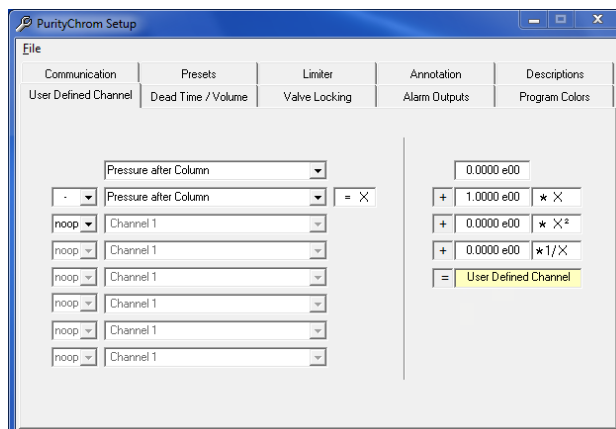 PurityChrom Setup
File
Communication Presets Limiter Annotation Descriptions
User Defined Channel Dead Time / Volume Valve Locking Alarm Outputs Program Colors
Pressure after Column 0.0000 e00
- Pressure after Column = X + 1.0000 e00 * X
noop Channel 1 + 0.0000 e00 * X²
noop Channel 1 + 0.0000 e00 *1/X
noop Channel 1 = User Defined Channel
noop Channel 1
noop Channel 1
noop Channel 1